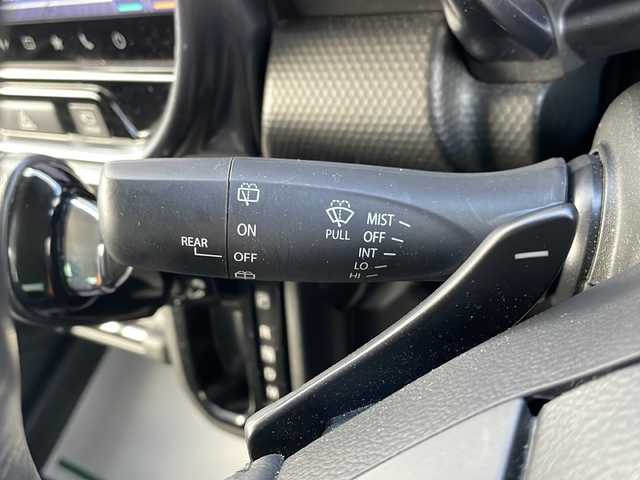 ON
REAR OFF
PULL
MIST
OFF
INT
LO
HI